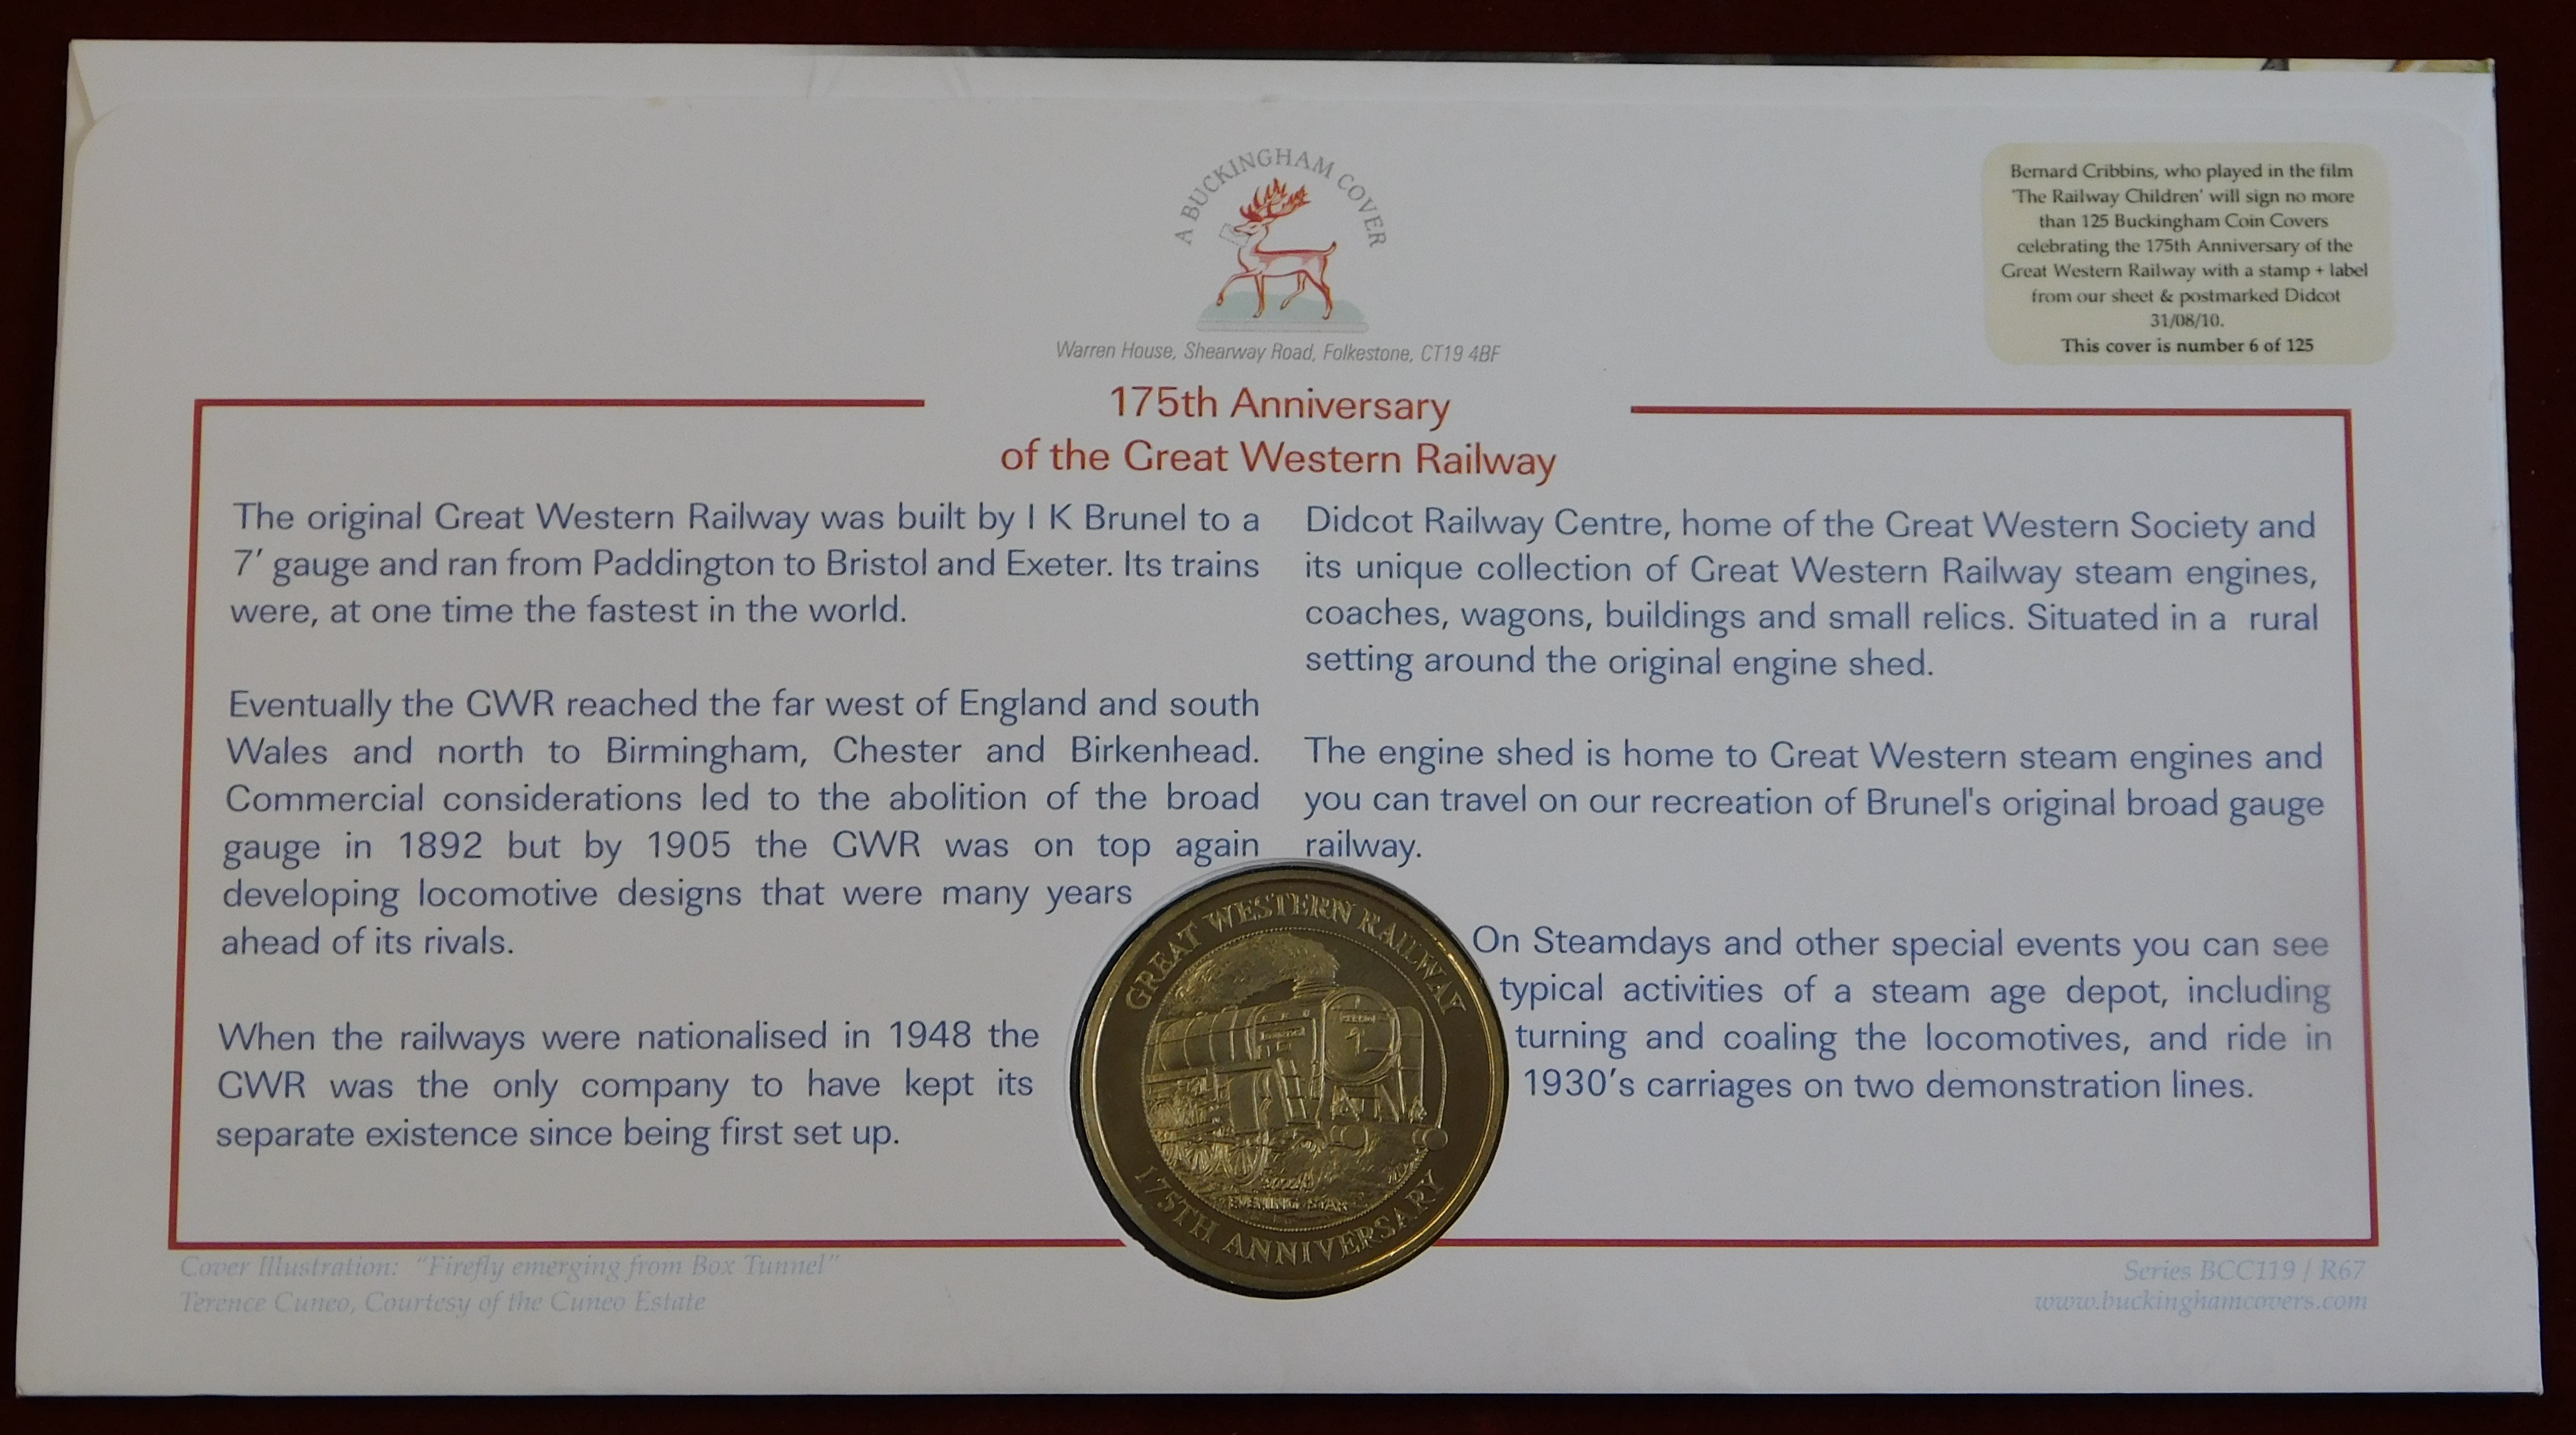 A BUCKINGHAM COVER
Warren House, Shearway Road, Folkestone, CT19 4BF
Bernard Cribbins, who played in the film
'The Railway Children' will sign no more
than 125 Buckingham Coin Covers
celebrating the 175th Anniversary of the
Great Western Railway with a stamp + label
from our sheet & postmarked Didcot
31/08/10.
This cover is number 6 of 125
175th Anniversary
of the Great Western Railway
The original Great Western Railway was built by I K Brunel to a
7' gauge and ran from Paddington to Bristol and Exeter. Its trains
were, at one time the fastest in the world.
Eventually the GWR reached the far west of England and south
Wales and north to Birmingham, Chester and Birkenhead.
Commercial considerations led to the abolition of the broad
gauge in 1892 but by 1905 the GWR was on top again
developing locomotive designs that were many years
ahead of its rivals.
When the railways were nationalised in 1948 the
GWR was the only company to have kept its
separate existence since being first set up.
Didcot Railway Centre, home of the Great Western Society and
its unique collection of Great Western Railway steam engines,
coaches, wagons, buildings and small relics. Situated in a rural
setting around the original engine shed.
The engine shed is home to Great Western steam engines and
you can travel on our recreation of Brunel's original broad gauge
railway.
On Steamdays and other special events you can see
typical activities of a steam age depot, including
turning and coaling the locomotives, and ride in
1930's carriages on two demonstration lines.
GREAT WESTERN RAILWAY
EVENING STAR
175TH ANNIVERSARY
Cover Illustration: "Firefly emerging from Box Tunnel"
Terence Cuneo, Courtesy of the Cuneo Estate
Series BCC119 / R67
www.buckinghamcovers.com